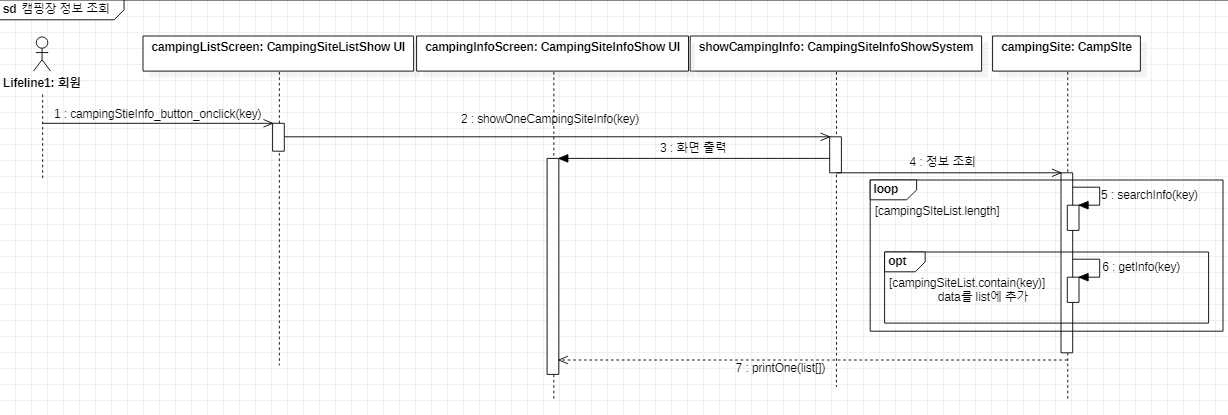 sd 캠핑장 정보 조회
campingListScreen: CampingSiteListShow UI
campingInfoScreen: CampingSiteInfoShow UI
showCampingInfo: CampingSiteInfoShowSystem
campingSite: CampSIte
Lifeline1: 회원
1 : campingStieInfo_button_onclick(key)
2 : showOneCampingSiteInfo(key)
3 : 화면 출력
4 : 정보 조회
loop
[campingSIteList.length]
5 : searchInfo(key)
opt
[campingSiteList.contain(key)]
data를 list에 추가
6 : getInfo(key)
7 : printOne(list[])